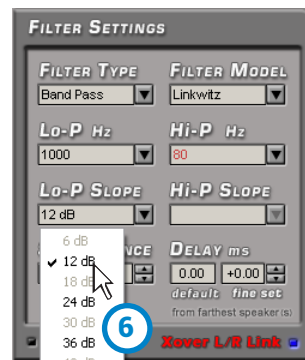 FILTER SETTINGS
FILTER TYPE FILTER MODEL
Band Pass Linkwitz
LO-P HZ HI-P HZ
1000 80
LO-P SLOPE HI-P SLOPE
12 dB
6 dB
NCE DELAY ms
12 dB
18 dB 0.00 +0.00
24 dB default fine set
30 dB from farthest speaker(s)
6
36 dB Xover L/R Link